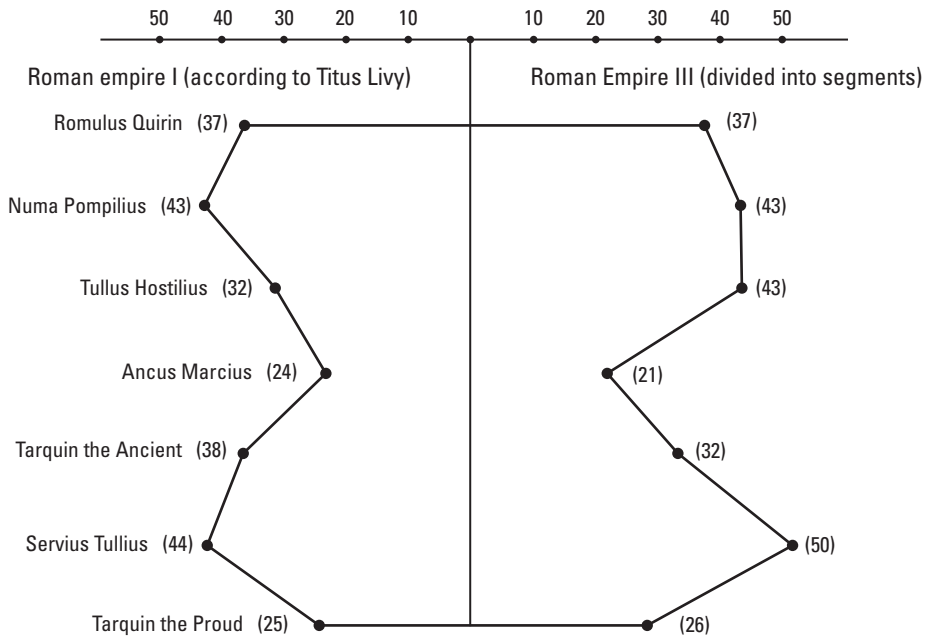 50 40 30 20 10 10 20 30 40 50
Roman empire I (according to Titus Livy) Roman Empire III (divided into segments)
Romulus Quirin (37) (37)
Numa Pompilius (43) (43)
Tullus Hostilius (32) (43)
Ancus Marcius (24) (21)
Tarquin the Ancient (38) (32)
Servius Tullius (44) (50)
Tarquin the Proud (25) (26)